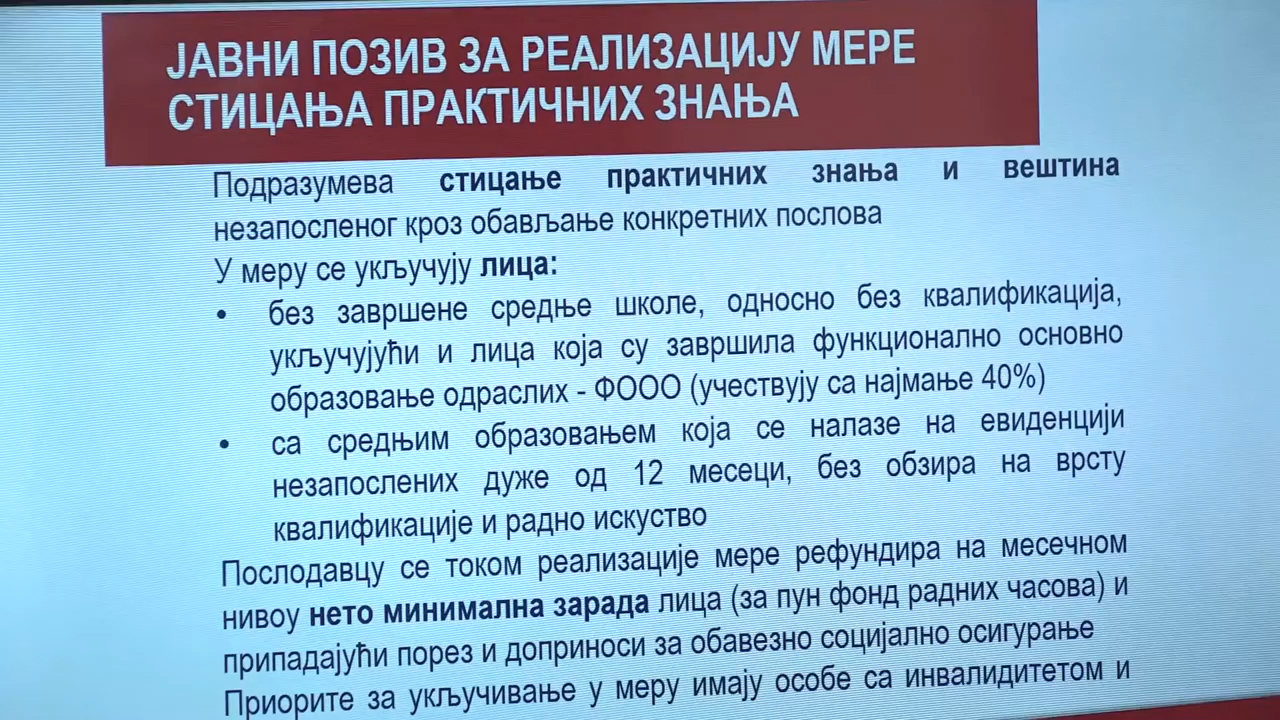 ЈАВНИ ПОЗИВ ЗА РЕАЛИЗАЦИЈУ МЕРЕ
СТИЦАЊА ПРАКТИЧНИХ ЗНАЊА
Подразумева стицање практичних знања и вештина
незапосленог кроз обављање конкретних послова
У меру се укључују лица:
• без завршене средње школе, односно без квалификација,
укључујући и лица која су завршила функционално основно
образовање одраслих - ФООО (учествују са најмање 40%)
• са средњим образовањем која се налазе на евиденцији
незапослених дуже од 12 месеци, без обзира на врсту
квалификације и радно искуство
Послодавцу се током реализације мере рефундира на месечном
нивоу нето минимална зарада лица (за пун фонд радних часова) и
припадајући порез и доприноси за обавезно социјално осигурање
Приорите за укључивање у меру имају особе са инвалидитетом и